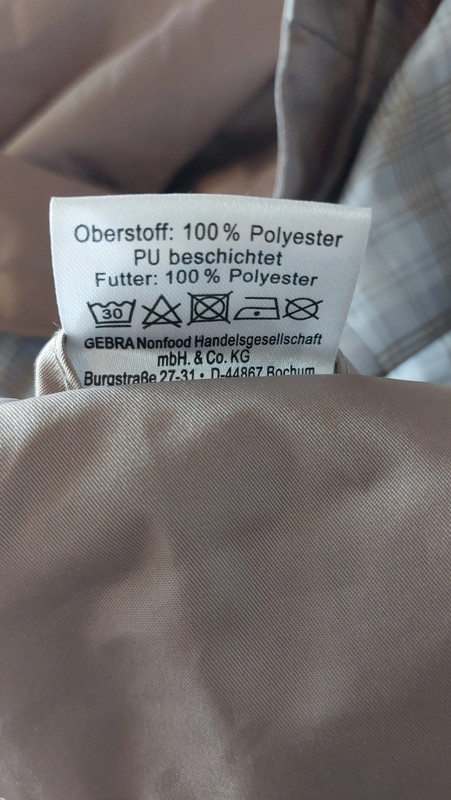 Oberstoff: 100 % Polyester
PU beschichtet
Futter: 100 % Polyester
30
GEBRA Nonfood Handelsgesellschaft
mbH. & Co. KG
Burgstraße 27-31 • D-44867 Bochum